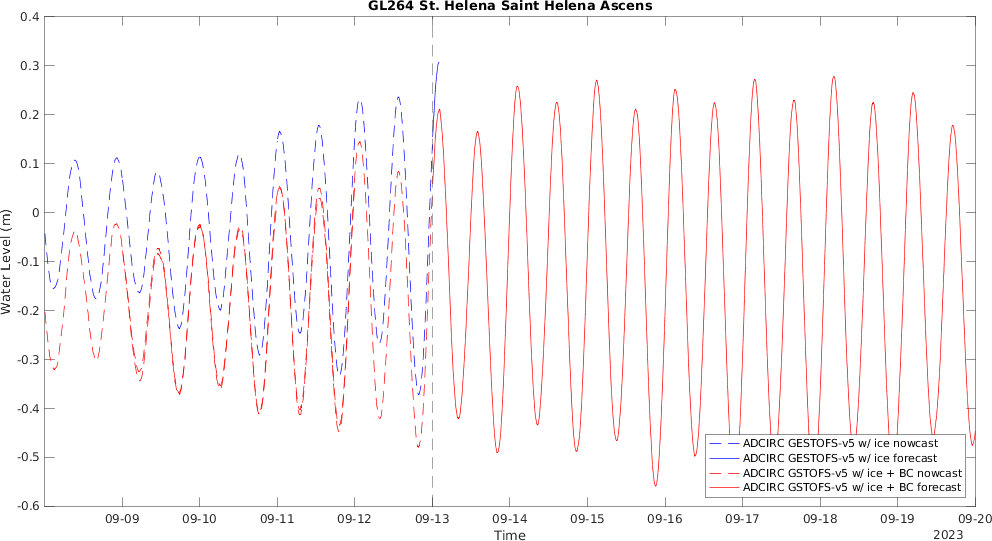 GL264 St. Helena Saint Helena Ascens
0.4
0.3
0.2
0.1
0
-0.1
-0.2
-0.3
-0.4
-0.5
-0.6
Water Level (m)
ADCIRC GESTOFS-v5 w/ ice nowcast
ADCIRC GESTOFS-v5 w/ ice forecast
ADCIRC GSTOFS-v5 w/ ice + BC nowcast
ADCIRC GSTOFS-v5 w/ ice + BC forecast
09-09 09-10 09-11 09-12 09-13 09-14 09-15 09-16 09-17 09-18 09-19 09-20
Time
2023